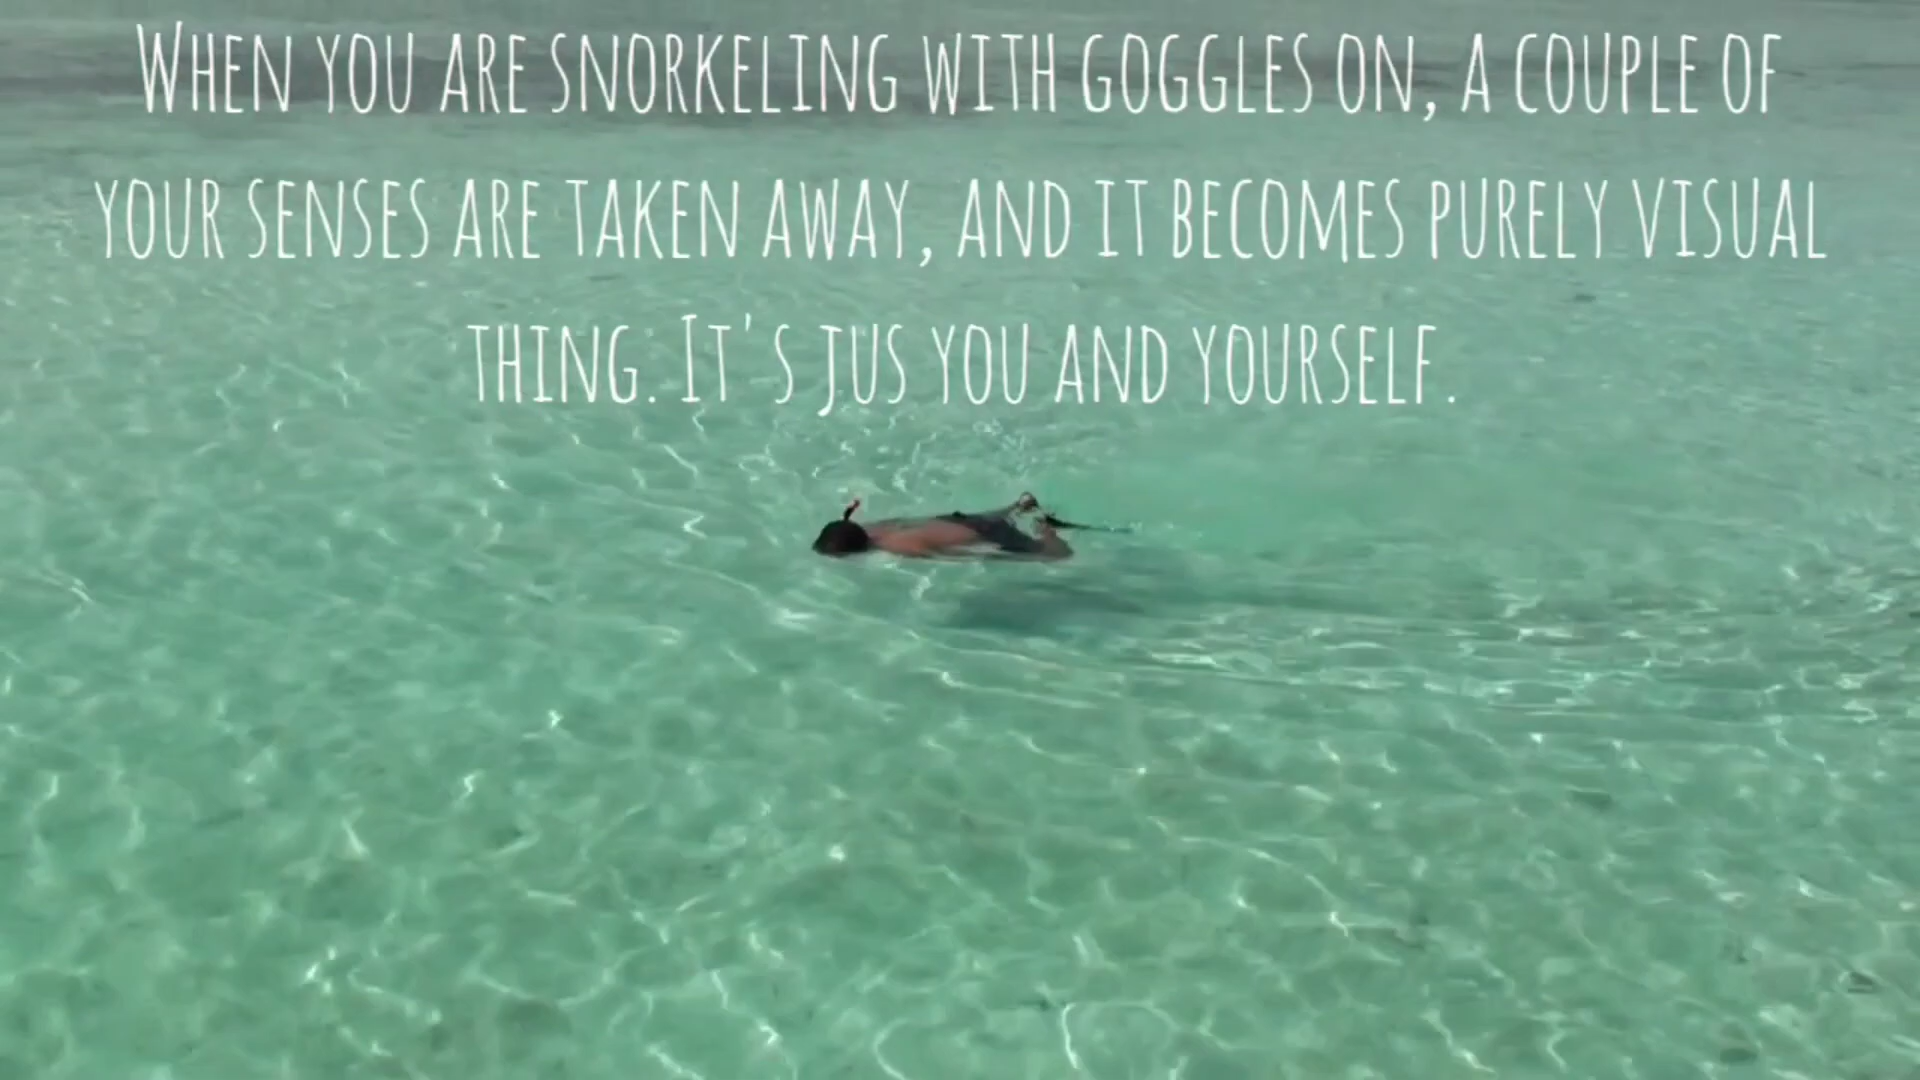 When you are snorkeling with goggles on, a couple of
your senses are taken away, and it becomes purely visual
thing. It's jus you and yourself.